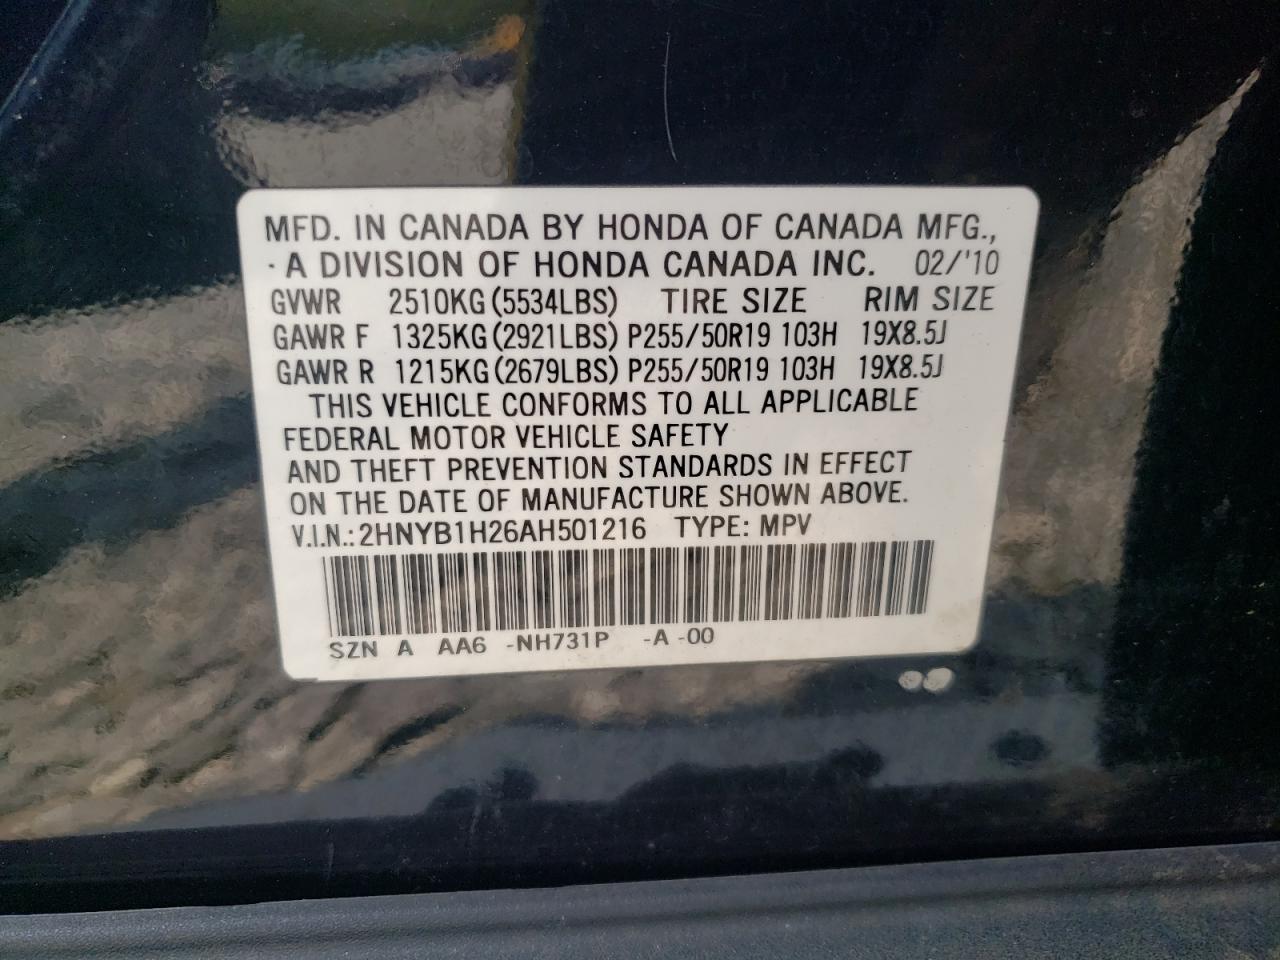 MFD. IN CANADA BY HONDA OF CANADA MFG.,
· A DIVISION OF HONDA CANADA INC. 02/'10
GVWR 2510KG (5534LBS) TIRE SIZE RIM SIZE
GAWR F 1325KG (2921LBS) P255/50R19 103H 19X8.5J
GAWR R 1215KG (2679LBS) P255/50R19 103H 19X8.5J
THIS VEHICLE CONFORMS TO ALL APPLICABLE
FEDERAL MOTOR VEHICLE SAFETY
AND THEFT PREVENTION STANDARDS IN EFFECT
ON THE DATE OF MANUFACTURE SHOWN ABOVE.
V.I.N.: 2HNYB1H26AH501216 TYPE: MPV
SZN A AA6 -NH731P -A -00